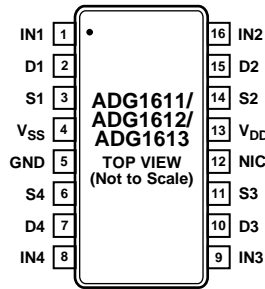 IN1 1 16 IN2
D1 2 15 D2
S1 3 14 S2
VSS 4 13 VDD
GND 5 12 NIC
S4 6 11 S3
D4 7 10 D3
IN4 8 9 IN3
ADG1611/
ADG1612/
ADG1613
TOP VIEW
(Not to Scale)